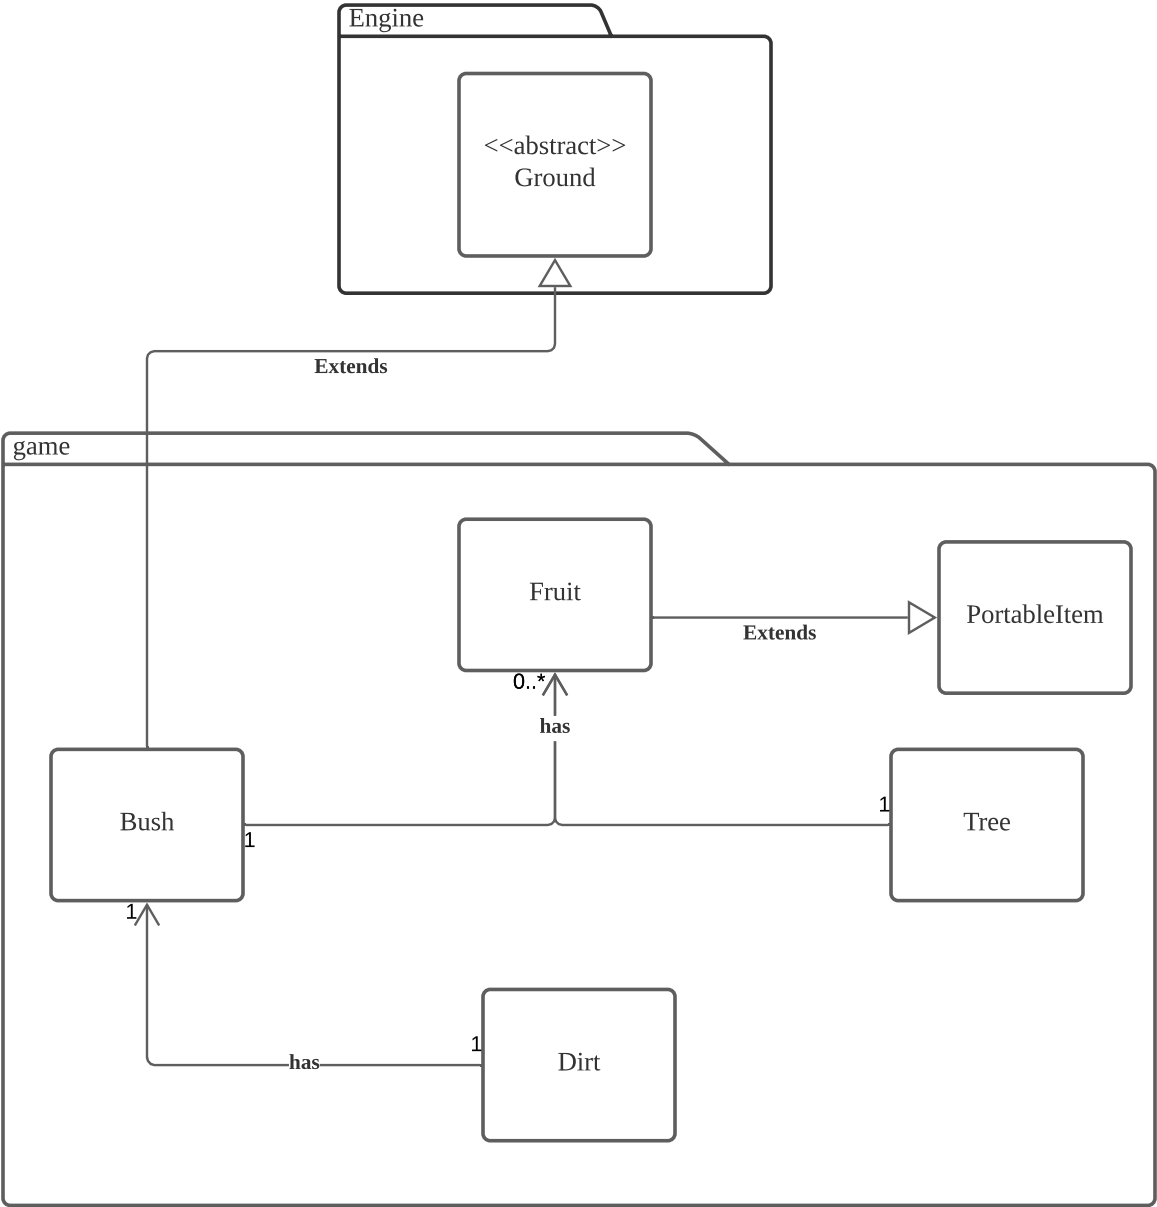 Engine
<<abstract>>
Ground
Extends
game
Fruit
PortableItem
Extends
0..*
has
Bush
1
1
Tree
1
Dirt
1
has